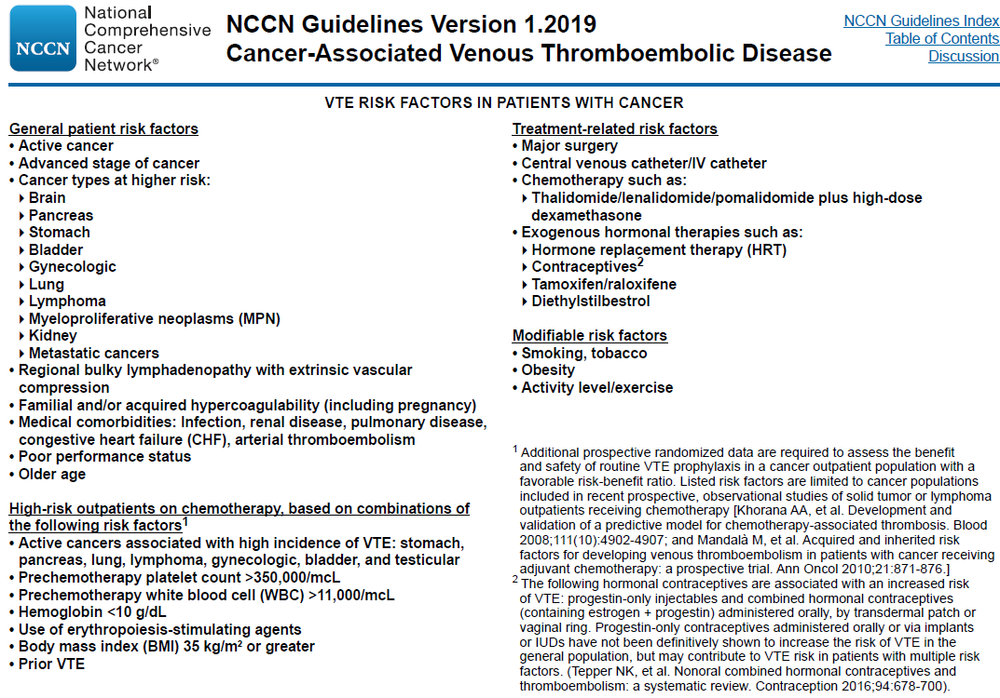 NCCN
National
Comprehensive
Cancer
Network®
NCCN Guidelines Version 1.2019
Cancer-Associated Venous Thromboembolic Disease
NCCN Guidelines Index
Table of Contents
Discussion
VTE RISK FACTORS IN PATIENTS WITH CANCER
General patient risk factors
• Active cancer
• Advanced stage of cancer
• Cancer types at higher risk:
Brain
Pancreas
Stomach
Bladder
Gynecologic
Lung
Lymphoma
Myeloproliferative neoplasms (MPN)
Kidney
Metastatic cancers
• Regional bulky lymphadenopathy with extrinsic vascular
compression
• Familial and/or acquired hypercoagulability (including pregnancy)
• Medical comorbidities: Infection, renal disease, pulmonary disease,
congestive heart failure (CHF), arterial thromboembolism
• Poor performance status
• Older age
High-risk outpatients on chemotherapy, based on combinations of
the following risk factors1
• Active cancers associated with high incidence of VTE: stomach,
pancreas, lung, lymphoma, gynecologic, bladder, and testicular
• Prechemotherapy platelet count >350,000/mcL
• Prechemotherapy white blood cell (WBC) >11,000/mcL
• Hemoglobin <10 g/dL
• Use of erythropoiesis-stimulating agents
• Body mass index (BMI) 35 kg/m² or greater
• Prior VTE
Treatment-related risk factors
• Major surgery
• Central venous catheter/IV catheter
• Chemotherapy such as:
Thalidomide/lenalidomide/pomalidomide plus high-dose
dexamethasone
• Exogenous hormonal therapies such as:
Hormone replacement therapy (HRT)
Contraceptives2
Tamoxifen/raloxifene
Diethylstilbestrol
Modifiable risk factors
• Smoking, tobacco
• Obesity
• Activity level/exercise
1 Additional prospective randomized data are required to assess the benefit
and safety of routine VTE prophylaxis in a cancer outpatient population with a
favorable risk-benefit ratio. Listed risk factors are limited to cancer populations
included in recent prospective, observational studies of solid tumor or lymphoma
outpatients receiving chemotherapy [Khorana AA, et al. Development and
validation of a predictive model for chemotherapy-associated thrombosis. Blood
2008;111(10):4902-4907; and Mandalà M, et al. Acquired and inherited risk
factors for developing venous thromboembolism in patients with cancer receiving
adjuvant chemotherapy: a prospective trial. Ann Oncol 2010;21:871-876.]
2 The following hormonal contraceptives are associated with an increased risk
of VTE: progestin-only injectables and combined hormonal contraceptives
(containing estrogen + progestin) administered orally, by transdermal patch or
vaginal ring. Progestin-only contraceptives administered orally or via implants
or IUDs have not been definitively shown to increase the risk of VTE in the
general population, but may contribute to VTE risk in patients with multiple risk
factors. (Tepper NK, et al. Nonoral combined hormonal contraceptives and
thromboembolism: a systematic review. Contraception 2016;94:678-700).